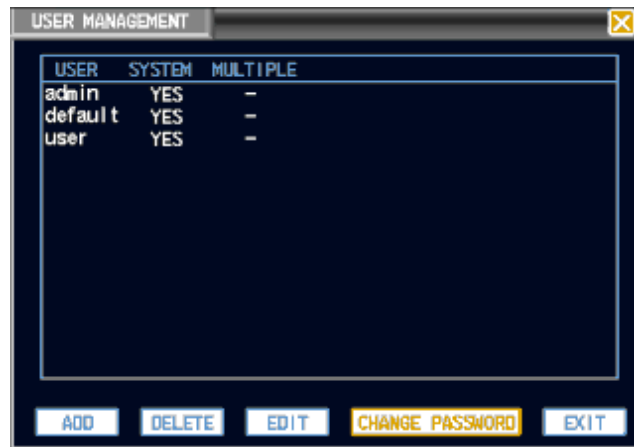 USER MANAGEMENT
USER SYSTEM MULTIPLE
admin YES -
default YES -
user YES -
ADD DELETE EDIT CHANGE PASSWORD EXIT